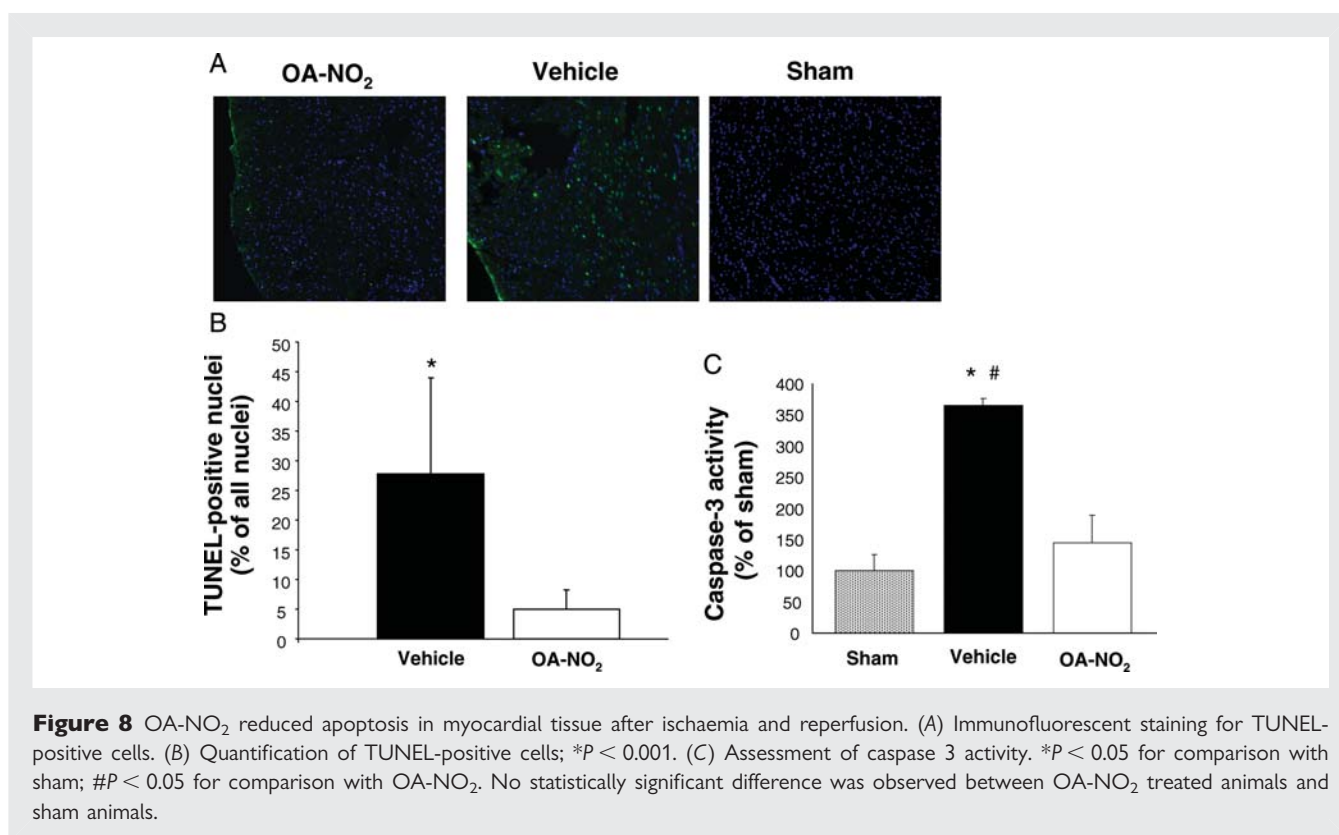 A
OA-NO₂
Vehicle
Sham
B
TUNEL-positive nuclei
(% of all nuclei)
50
45
40
35
30
25
20
15
10
5
0
*
Vehicle
OA-NO₂
C
Caspase-3 activity
(% of sham)
400
350
300
250
200
150
100
50
0
* #
Sham
Vehicle
OA-NO₂
Figure 8 OA-NO₂ reduced apoptosis in myocardial tissue after ischaemia and reperfusion. (A) Immunofluorescent staining for TUNEL-
positive cells. (B) Quantification of TUNEL-positive cells; *P < 0.001. (C) Assessment of caspase 3 activity. *P < 0.05 for comparison with
sham; #P < 0.05 for comparison with OA-NO₂. No statistically significant difference was observed between OA-NO₂ treated animals and
sham animals.